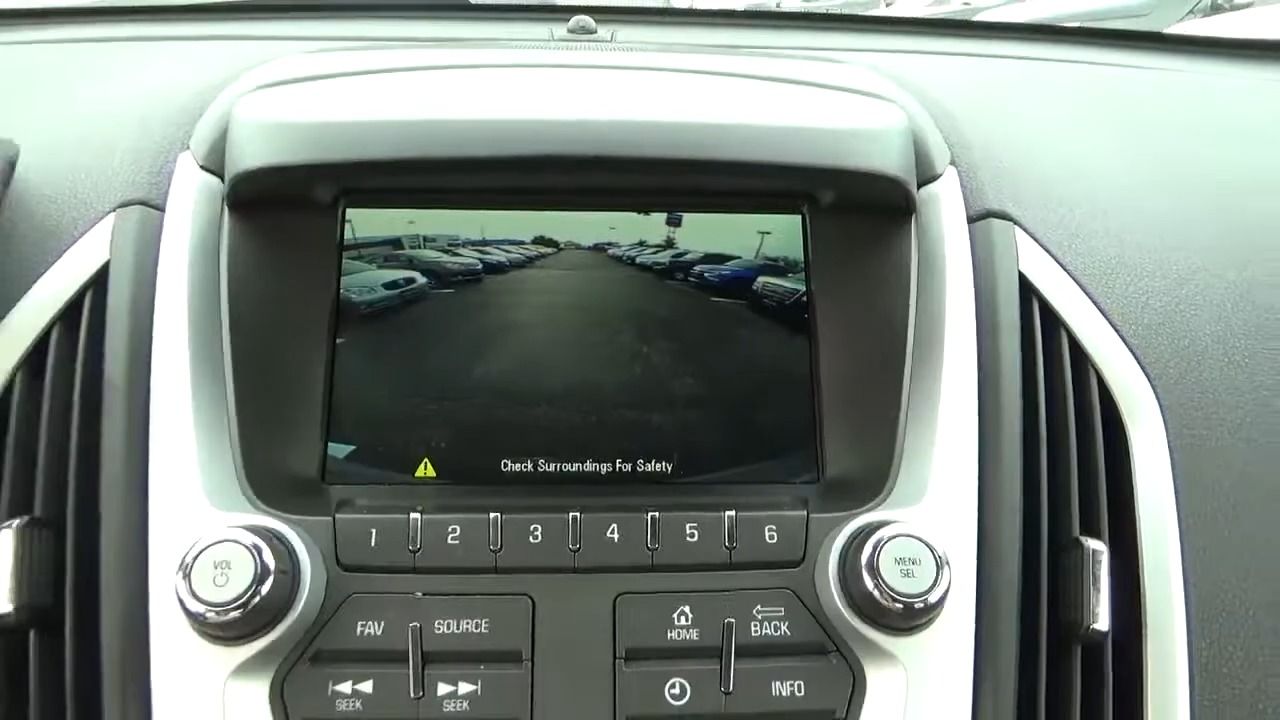 Check Surroundings For Safety
1 2 3 4 5 6
VOL
MENU
SEL
FAV SOURCE
HOME BACK
SEEK SEEK
INFO